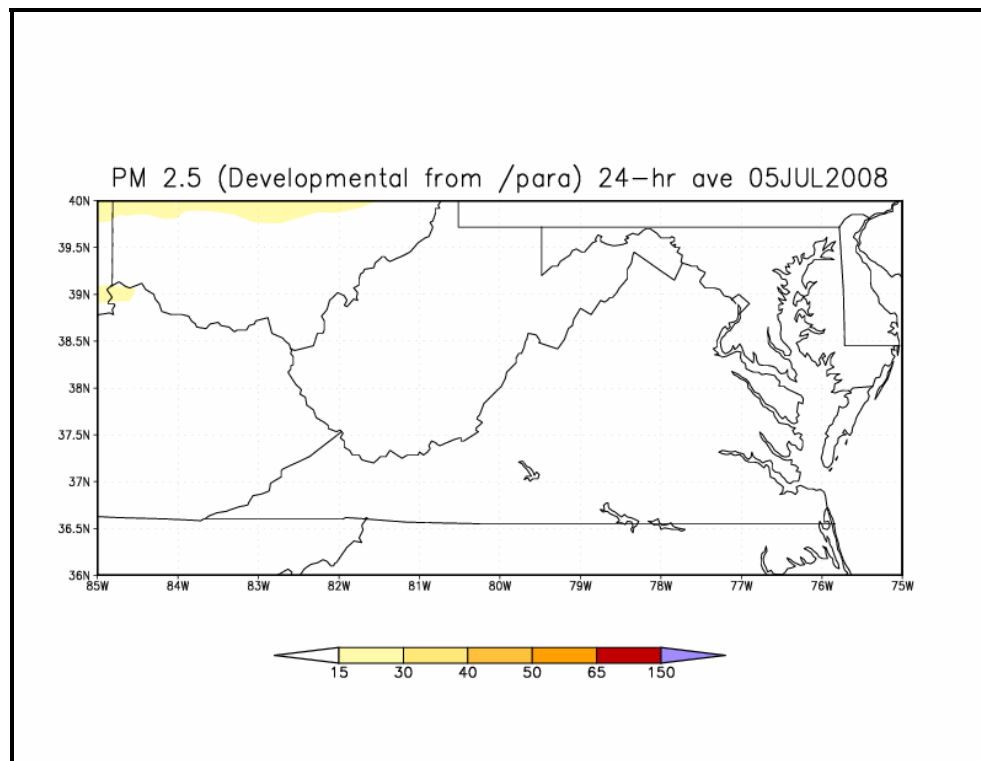 PM 2.5 (Developmental from /para) 24-hr ave 05JUL2008
40N
39.5N
39N
38.5N
38N
37.5N
37N
36.5N
36N
85W 84W 83W 82W 81W 80W 79W 78W 77W 76W 75W
15 30 40 50 65 150